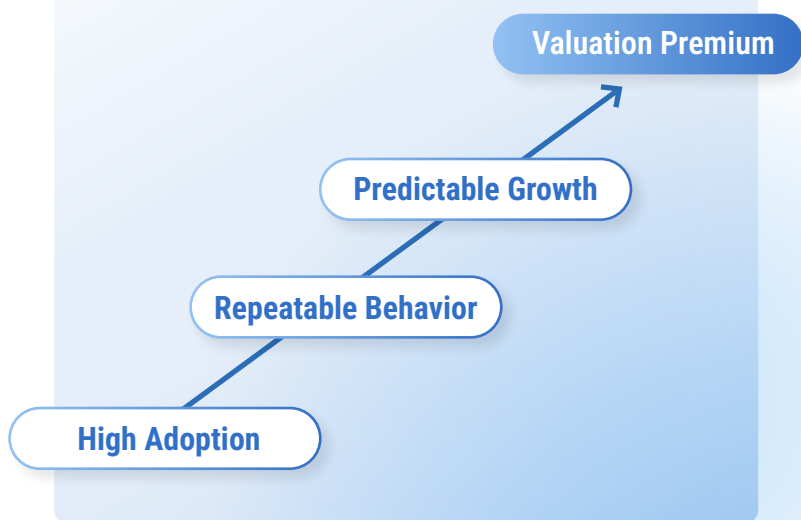 Valuation Premium
Predictable Growth
Repeatable Behavior
High Adoption